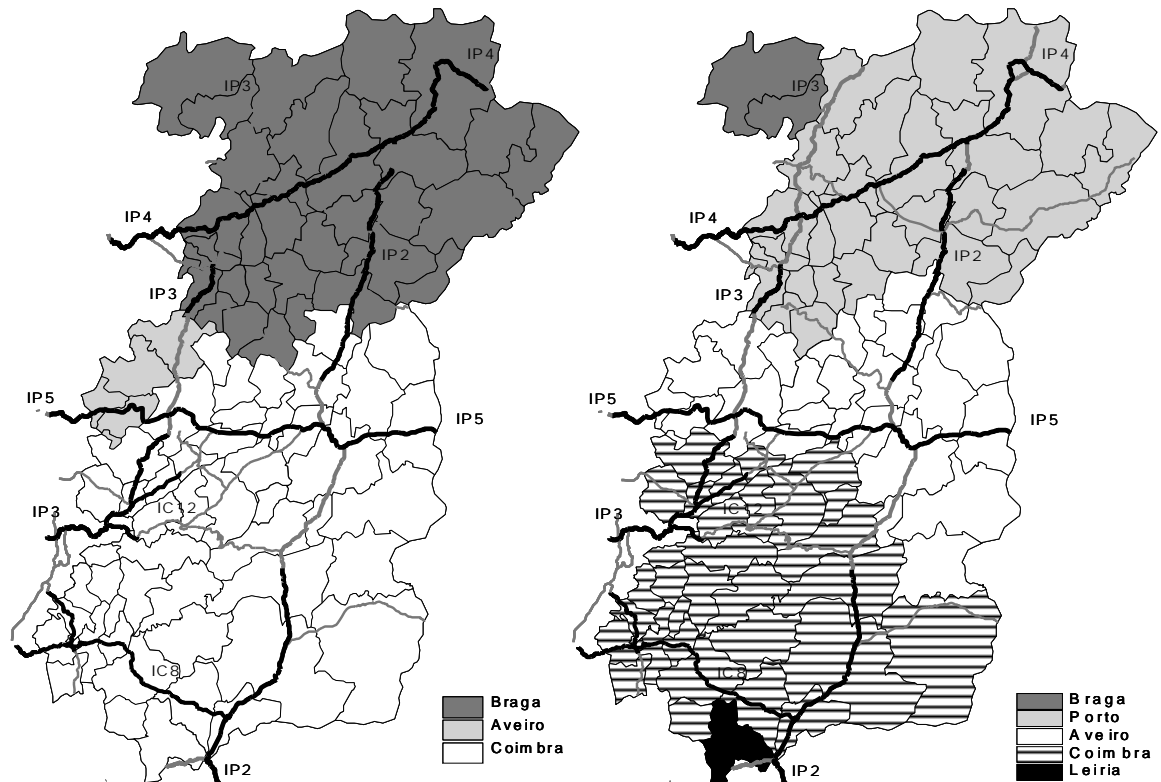 IP4
IP3
IP4
IP2
IP3
IP5
IP5
IC12
IP3
IC8
Braga
Aveiro
Coimbra
IP2
IP4
IP3
IP4
IP2
IP3
IP5
IP5
IC12
IP3
IC8
Braga
Porto
Aveiro
Coimbra
Leiria
IP2